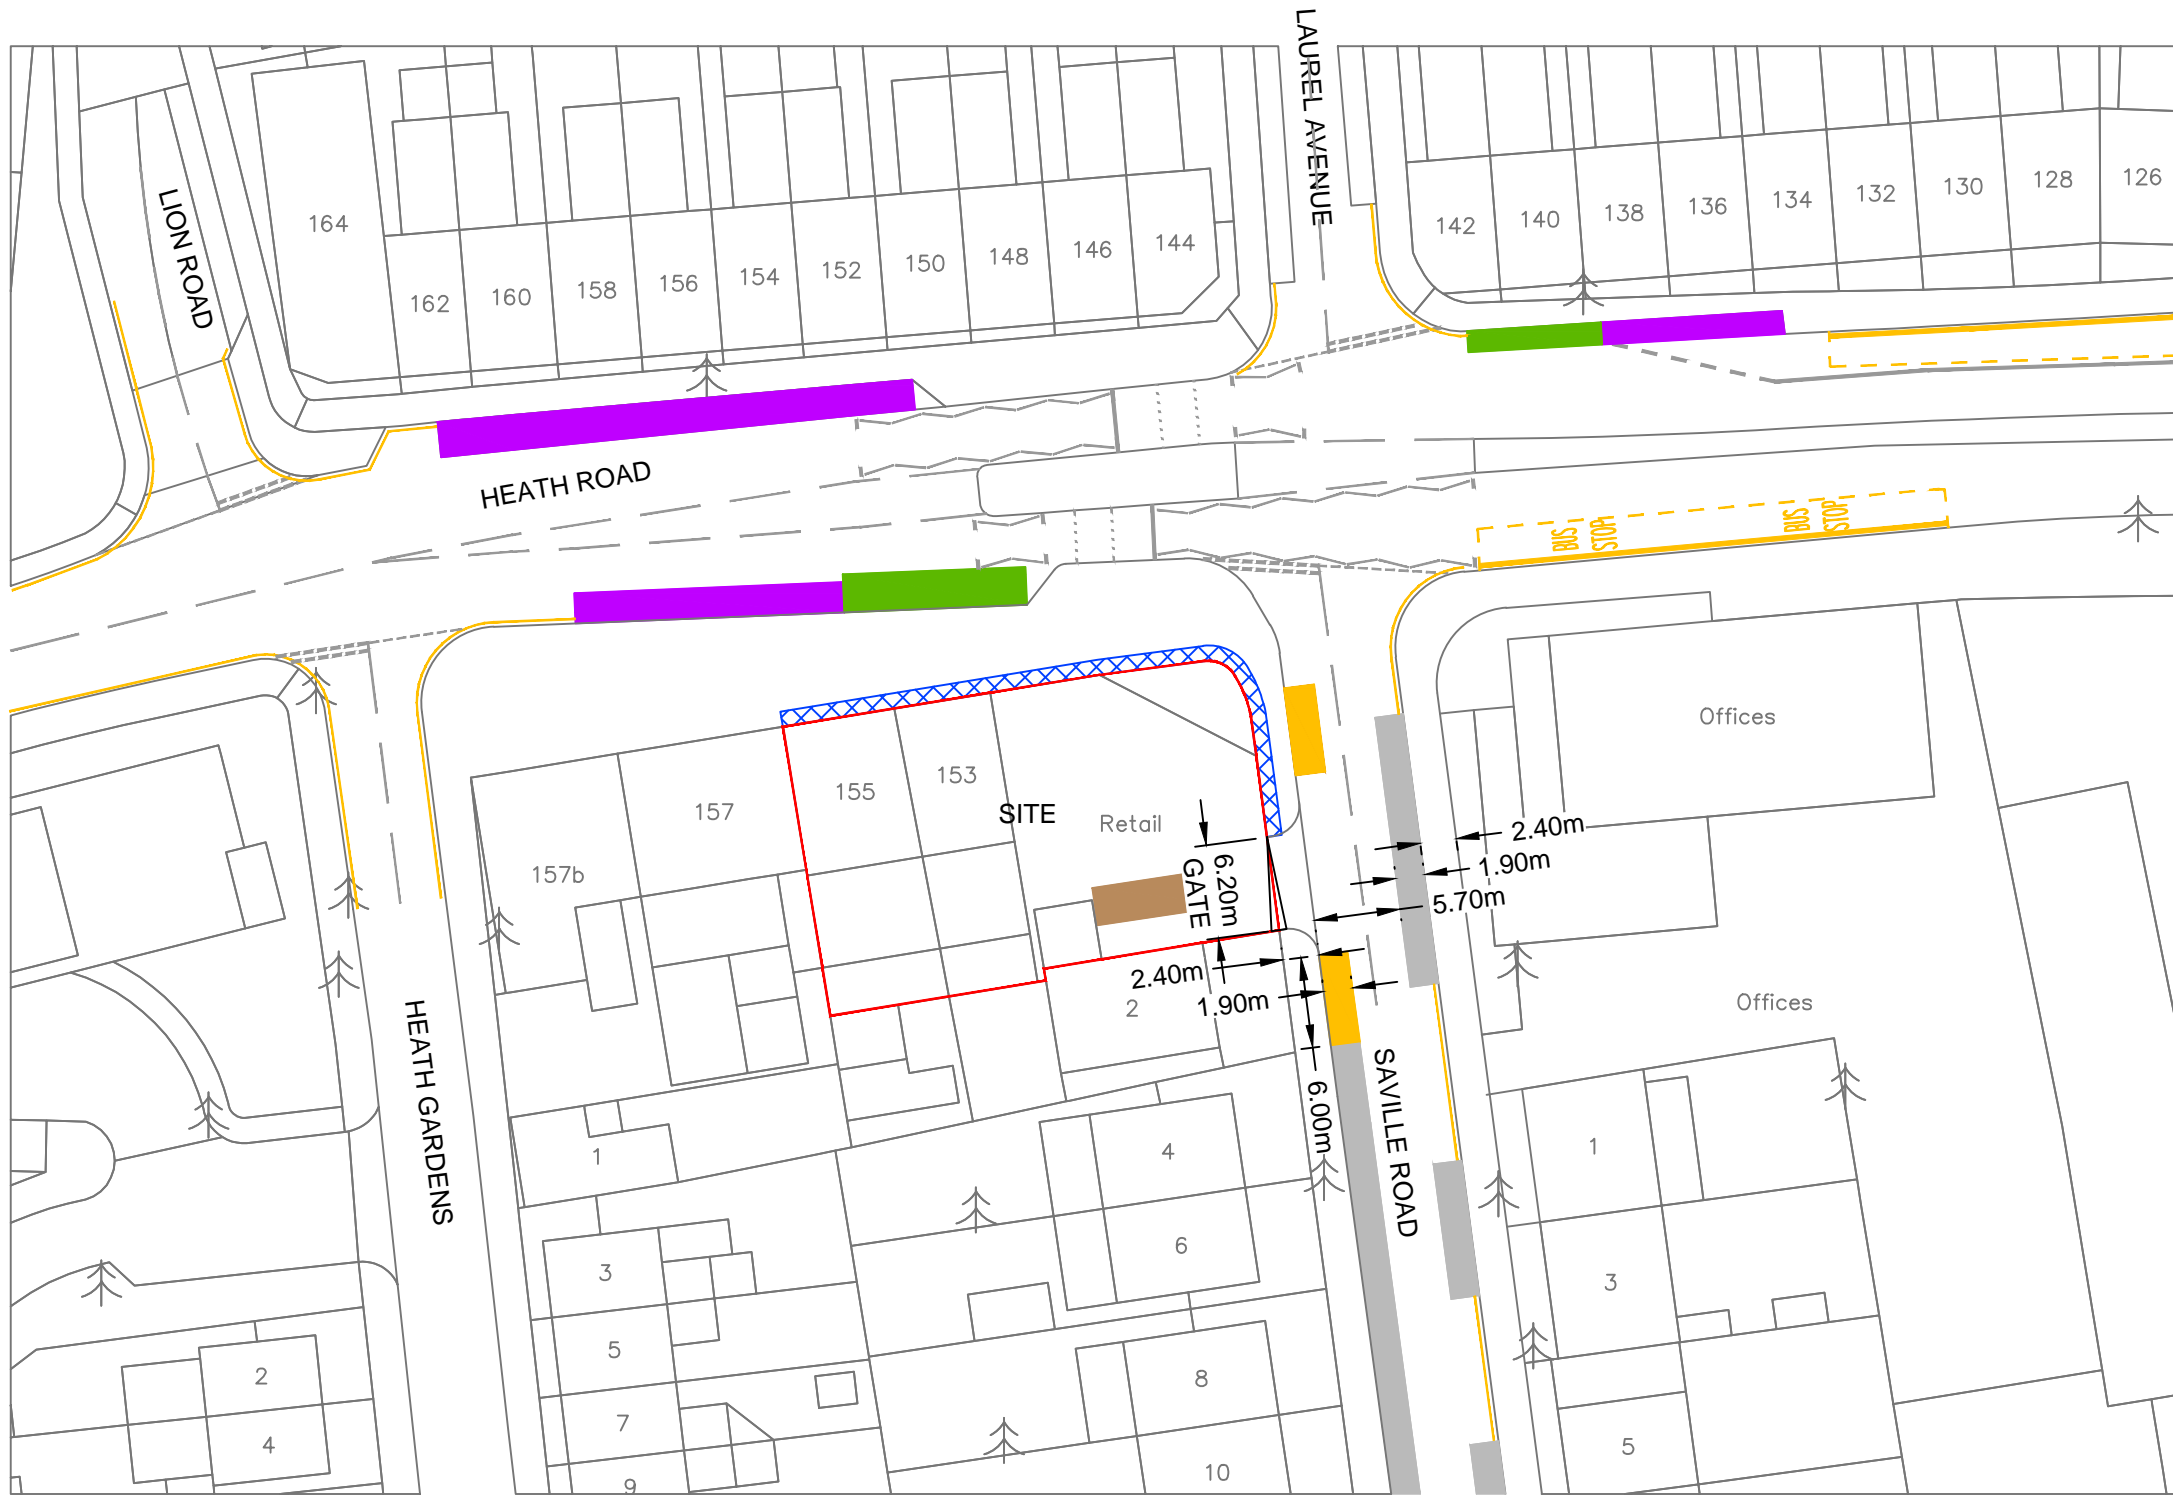 LAUREL AVENUE
LION ROAD
164
162
160
158
156
154
152
150
148
146
144
142
140
138
136
134
132
130
128
126
HEATH ROAD
BUS STOP
BUS STOP
157b
157
155
153
SITE
Retail
GATE
6.20m
2.40m
1.90m
5.70m
2.40m
1.90m
6.00m
2
Offices
Offices
HEATH GARDENS
SAVILLE ROAD
1
3
5
7
9
4
6
8
10
1
3
5
2
4